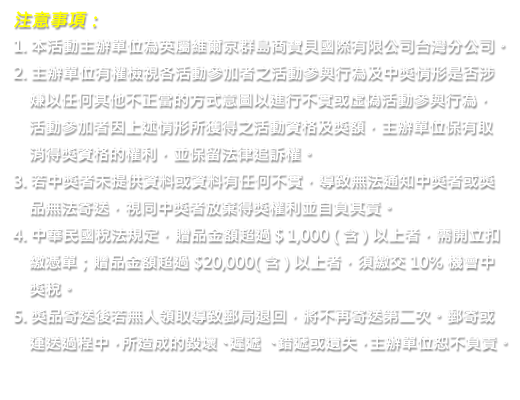 注意事項：
1. 本活動主辦單位為英屬維爾京群島商寶貝國際有限公司台灣分公司。
2. 主辦單位有權檢視各活動參加者之活動參與行為及中獎情形是否涉
嫌以任何其他不正當的方式意圖以進行不實或虛偽活動參與行為，
活動參加者因上述情形所獲得之活動資格及獎額，主辦單位保有取
消得獎資格的權利，並保留法律追訴權。
3. 若中獎者未提供資料或資料有任何不實，導致無法通知中獎者或獎
品無法寄送，視同中獎者放棄得獎權利並自負其責。
4. 中華民國稅法規定，贈品金額超過 $ 1,000 ( 含 ) 以上者，需開立扣
繳憑單；贈品金額超過 $20,000( 含 ) 以上者，須繳交 10% 機會中
獎稅。
5. 獎品寄送後若無人領取導致郵局退回，將不再寄送第二次。郵寄或
運送過程中，所造成的毀壞、遲遞、錯遞或遺失，主辦單位恕不負責。